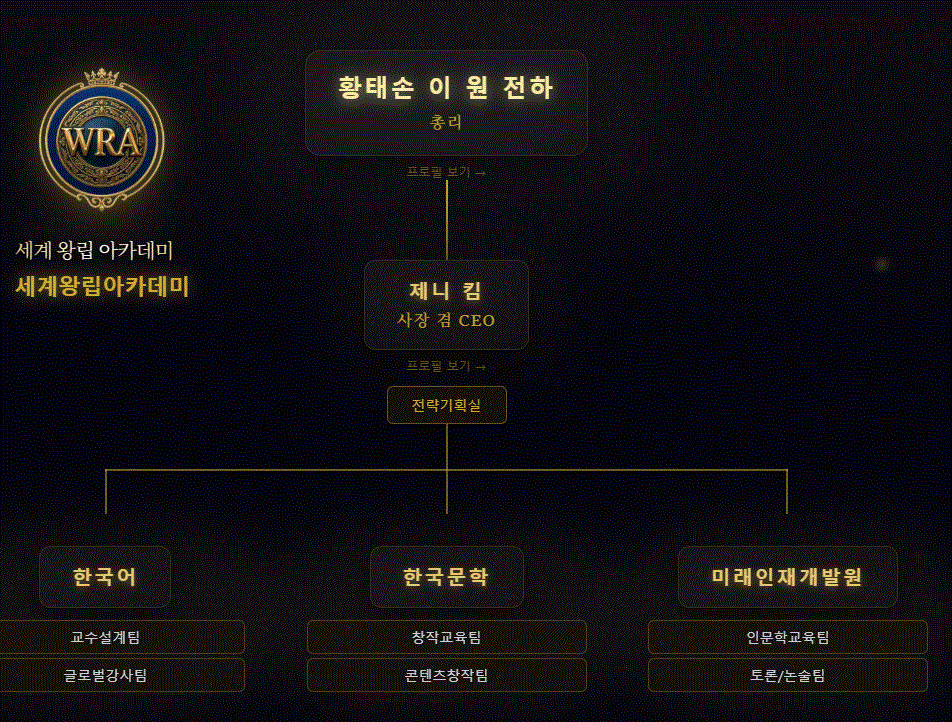 WRA
세계 왕립 아카데미
세계왕립아카데미
황태손 이 원 전하
총리
프로필 보기 →
제니 킴
사장 겸 CEO
프로필 보기 →
전략기획실
한국어
교수설계팀
글로벌강사팀
한국문학
창작교육팀
콘텐츠창작팀
미래인재개발원
인문학교육팀
토론/논술팀